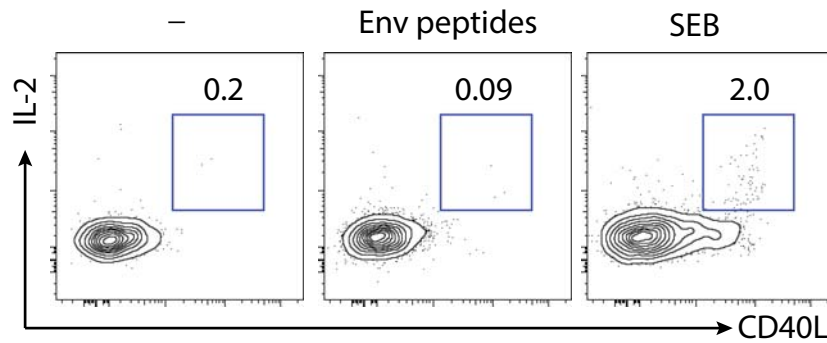 –
Env peptides
SEB
IL-2
0.2
0.09
2.0
CD40L